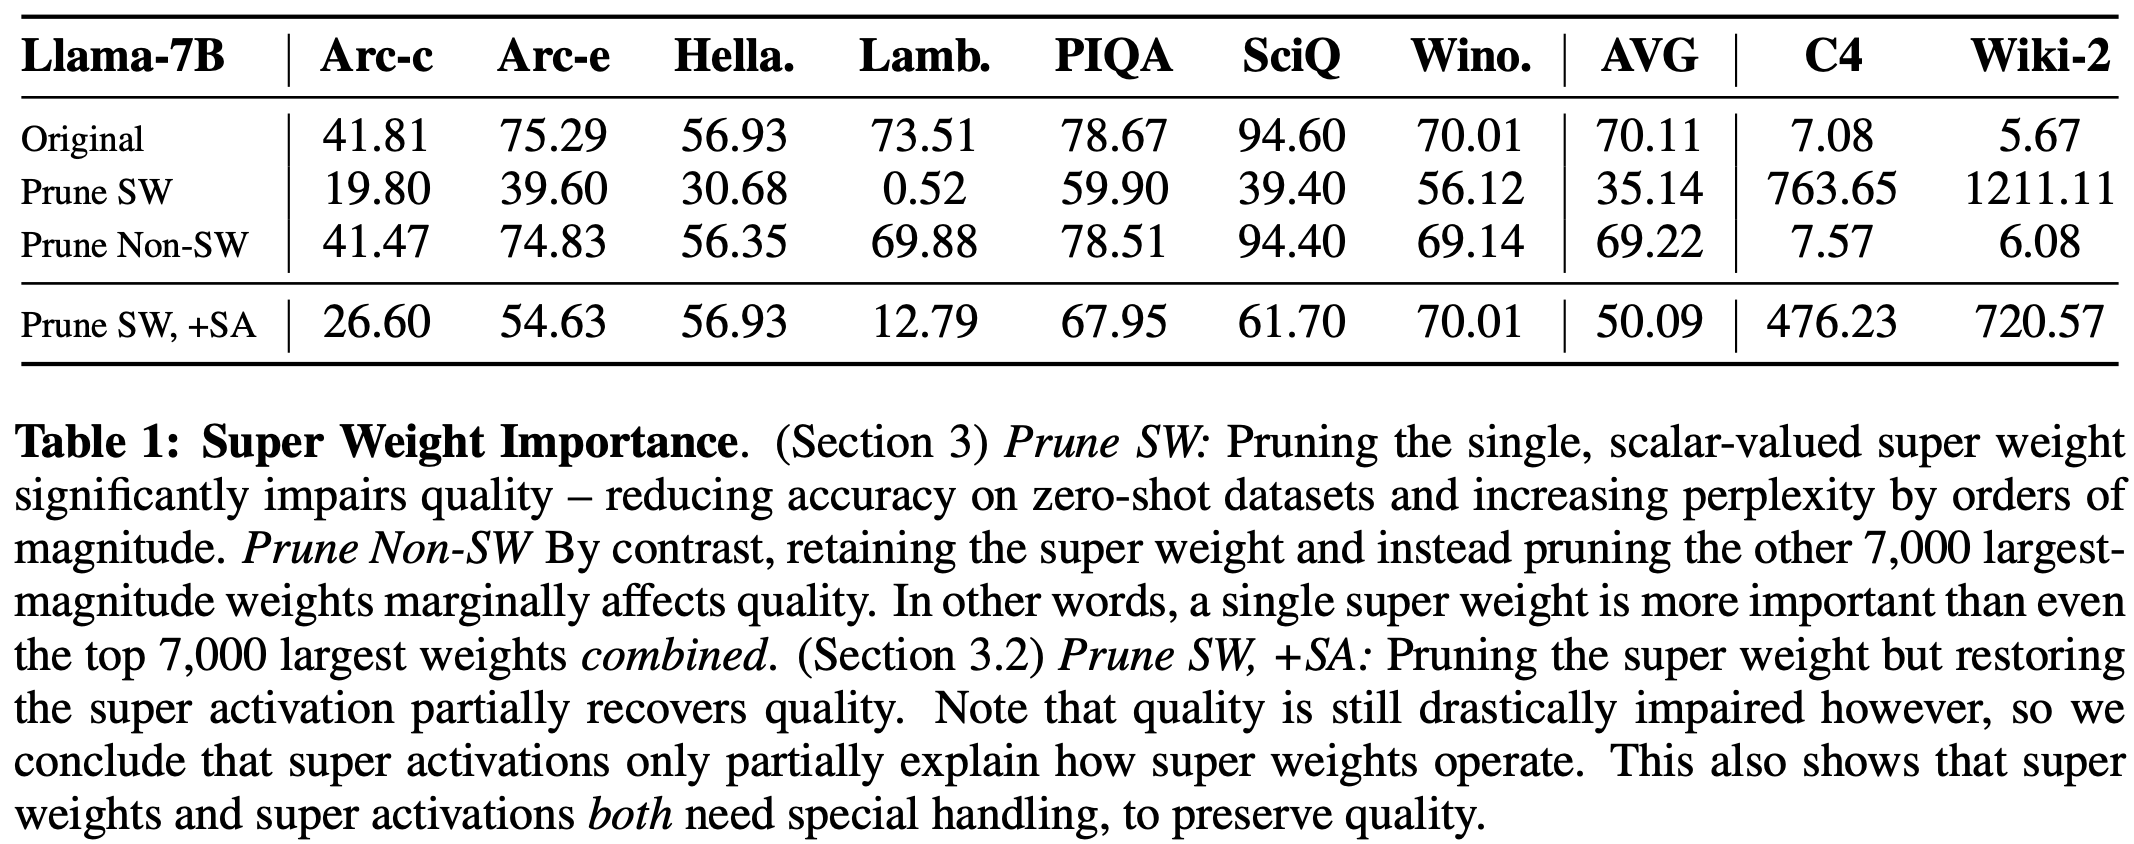 Llama-7B Arc-c Arc-e Hella. Lamb. PIQA SciQ Wino. AVG C4 Wiki-2
Original 41.81 75.29 56.93 73.51 78.67 94.60 70.01 70.11 7.08 5.67
Prune SW 19.80 39.60 30.68 0.52 59.90 39.40 56.12 35.14 763.65 1211.11
Prune Non-SW 41.47 74.83 56.35 69.88 78.51 94.40 69.14 69.22 7.57 6.08
Prune SW, +SA 26.60 54.63 56.93 12.79 67.95 61.70 70.01 50.09 476.23 720.57
Table 1: Super Weight Importance. (Section 3) Prune SW: Pruning the single, scalar-valued super weight
significantly impairs quality – reducing accuracy on zero-shot datasets and increasing perplexity by orders of
magnitude. Prune Non-SW By contrast, retaining the super weight and instead pruning the other 7,000 largest-
magnitude weights marginally affects quality. In other words, a single super weight is more important than even
the top 7,000 largest weights combined. (Section 3.2) Prune SW, +SA: Pruning the super weight but restoring
the super activation partially recovers quality. Note that quality is still drastically impaired however, so we
conclude that super activations only partially explain how super weights operate. This also shows that super
weights and super activations both need special handling, to preserve quality.